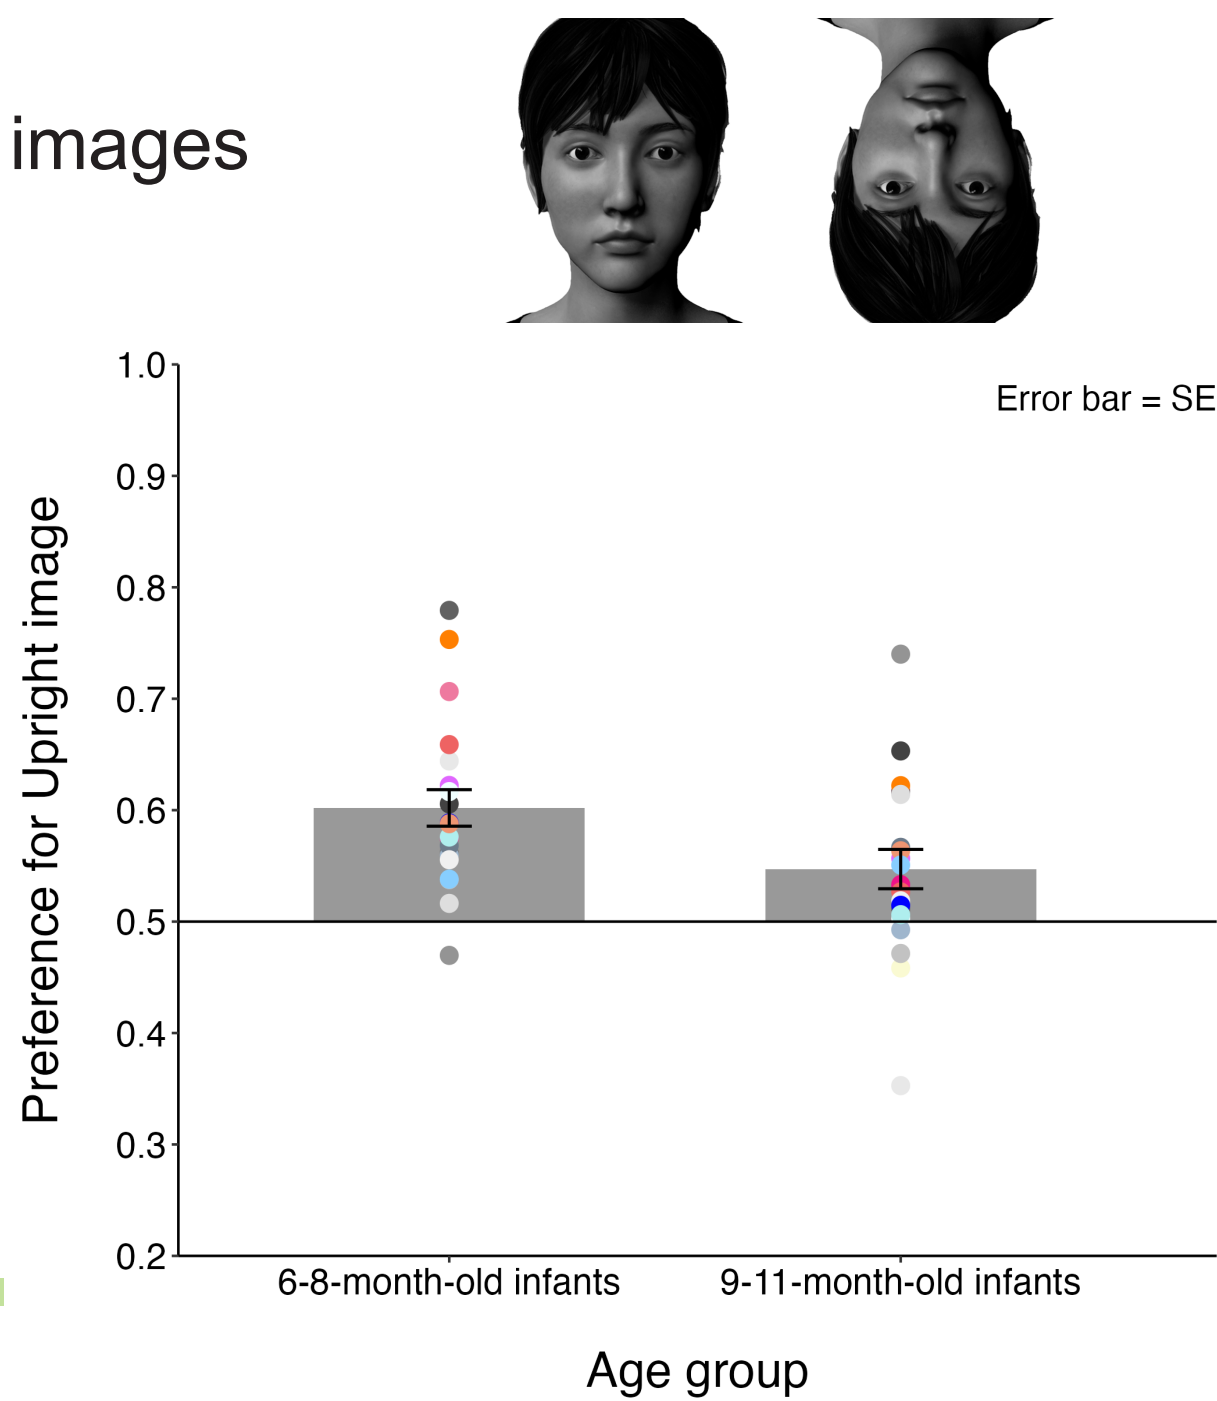 images
Error bar = SE
Preference for Upright image
1.0
0.9
0.8
0.7
0.6
0.5
0.4
0.3
0.2
6-8-month-old infants
9-11-month-old infants
Age group